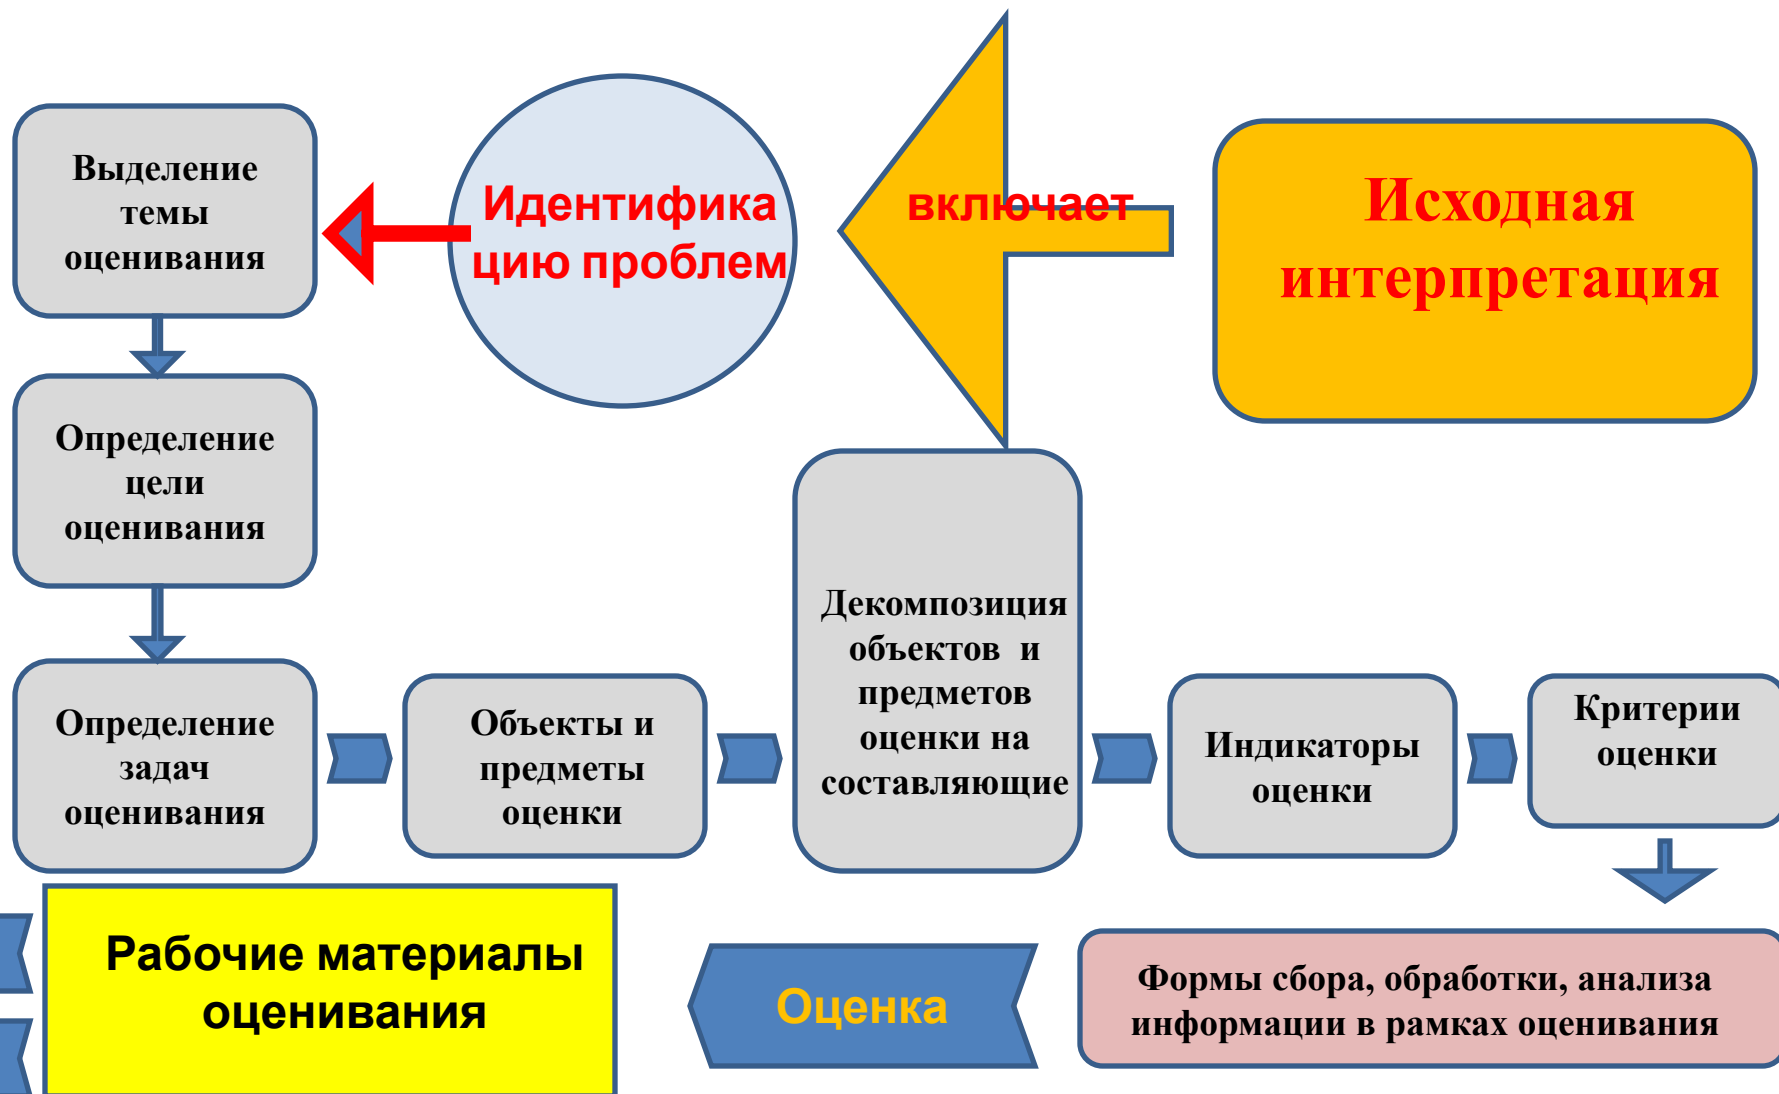 Выделение
темы
оценивания
Идентифика
цию проблем
включает
Исходная
интерпретация
Определение
цели
оценивания
Определение
задач
оценивания
Объекты и
предметы
оценки
Декомпозиция
объектов и
предметов
оценки на
составляющие
Индикаторы
оценки
Критерии
оценки
Рабочие материалы
оценивания
Оценка
Формы сбора, обработки, анализа
информации в рамках оценивания